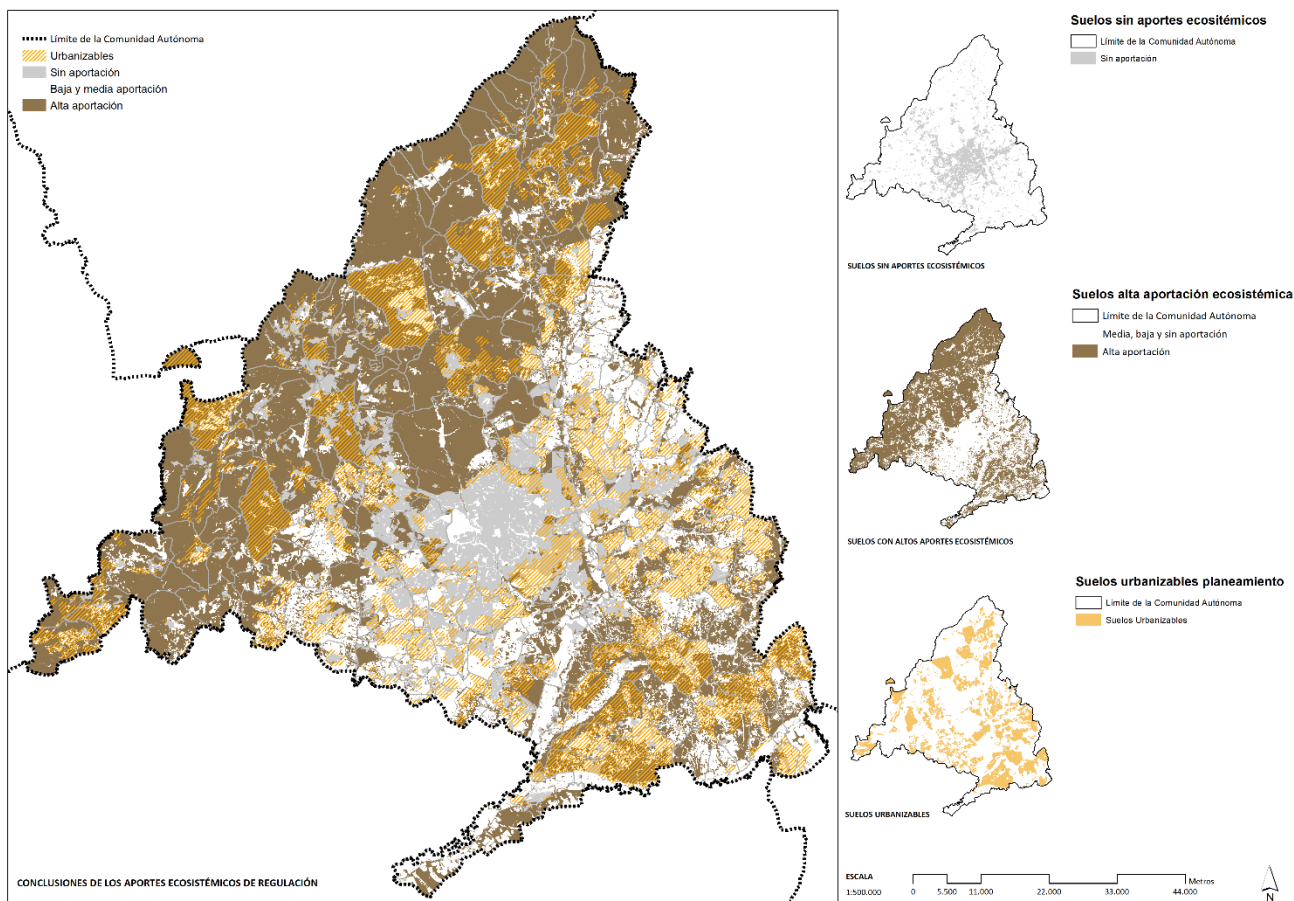 Límite de la Comunidad Autónoma
Urbanizables
Sin aportación
Baja y media aportación
Alta aportación
CONCLUSIONES DE LOS APORTES ECOSITÉMICOS DE REGULACIÓN
Suelos sin aportes ecositémicos
Límite de la Comunidad Autónoma
Sin aportación
SUELOS SIN APORTES ECOSISTÉMICOS
Suelos alta aportación ecosistémica
Límite de la Comunidad Autónoma
Media, baja y sin aportación
Alta aportación
SUELOS CON ALTOS APORTES ECOSISTÉMICOS
Suelos urbanizables planeamiento
Límite de la Comunidad Autónoma
Suelos Urbanizables
SUELOS URBANIZABLES
ESCALA
1:500.000
Metros
0 5.500 11.000 22.000 33.000 44.000
N